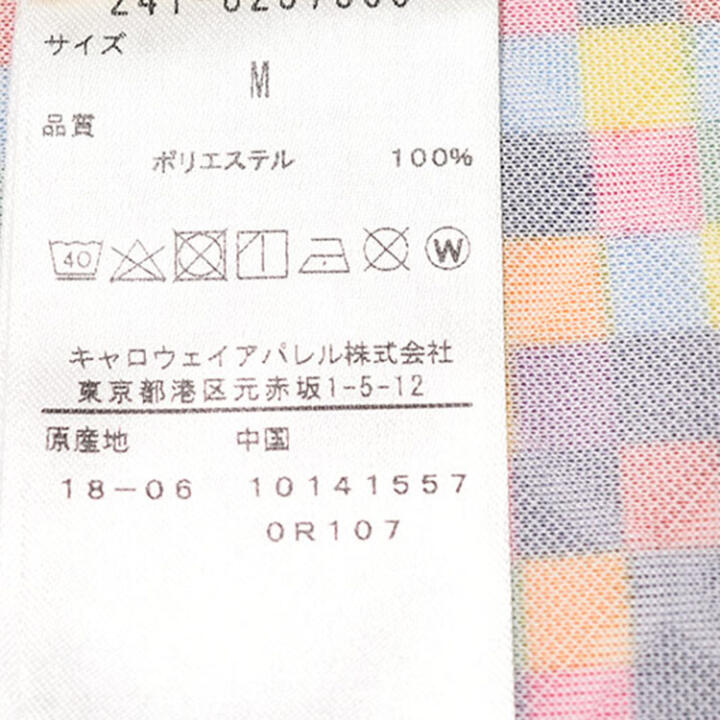 サイズ
M
品質
ポリエステル 100%
40 W
キャロウェイアパレル株式会社
東京都港区元赤坂1-5-12
原産地 中国
18-06 10141557
0R107